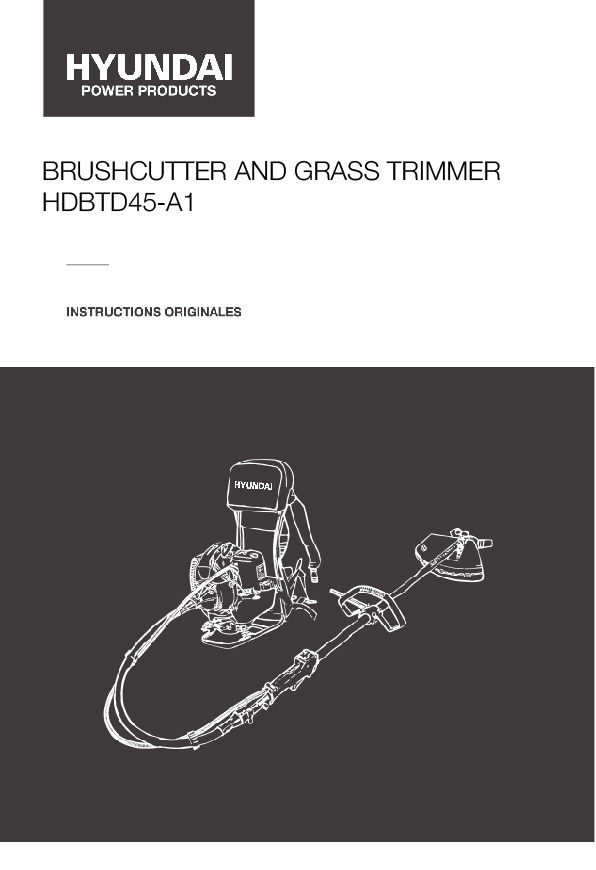 HYUNDAI
POWER PRODUCTS
BRUSHCUTTER AND GRASS TRIMMER
HDBTD45-A1
INSTRUCTIONS ORIGINALES
HYUNDAI